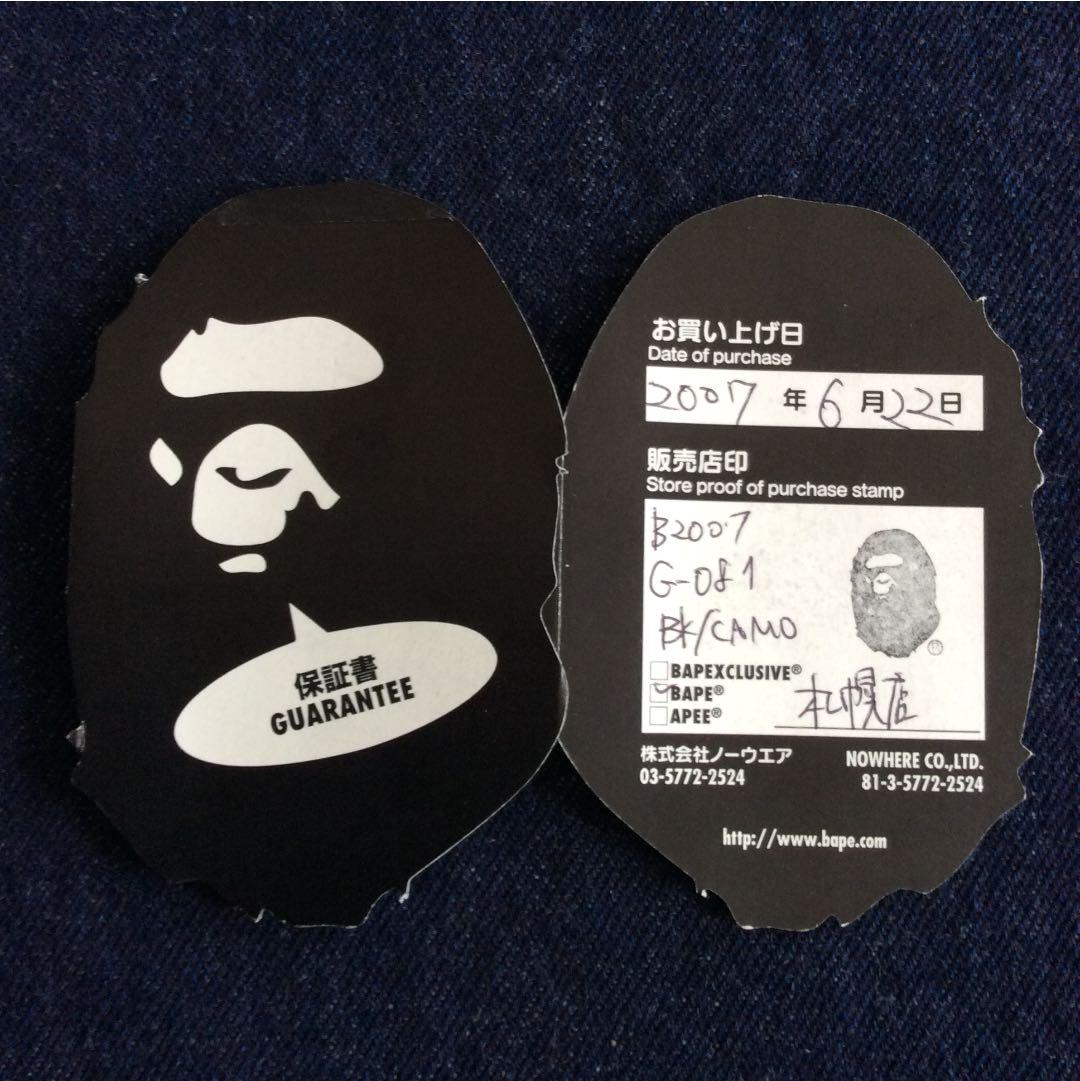 保証書
GUARANTEE
お買い上げ日
Date of purchase
2007 年 6 月 22 日
販売店印
Store proof of purchase stamp
B2007
G-081
BK/CAMO
BAPEXCLUSIVE®
BAPE®
APEE®
札幌店
株式会社ノーウエア
03-5772-2524
NOWHERE CO.,LTD.
81-3-5772-2524
http://www.bape.com